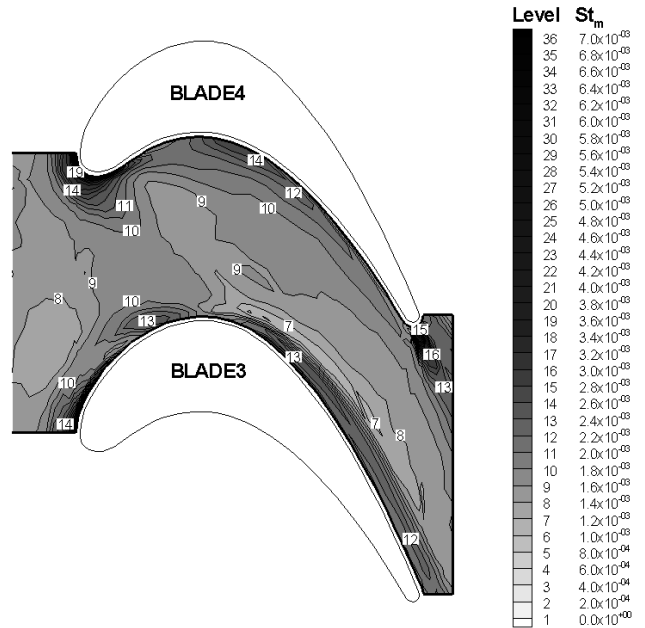 Level St_m
36 7.0x10^-03
35 6.8x10^-03
34 6.6x10^-03
33 6.4x10^-03
32 6.2x10^-03
31 6.0x10^-03
30 5.8x10^-03
29 5.6x10^-03
28 5.4x10^-03
27 5.2x10^-03
26 5.0x10^-03
25 4.8x10^-03
24 4.6x10^-03
23 4.4x10^-03
22 4.2x10^-03
21 4.0x10^-03
20 3.8x10^-03
19 3.6x10^-03
18 3.4x10^-03
17 3.2x10^-03
16 3.0x10^-03
15 2.8x10^-03
14 2.6x10^-03
13 2.4x10^-03
12 2.2x10^-03
11 2.0x10^-03
10 1.8x10^-03
9 1.6x10^-03
8 1.4x10^-03
7 1.2x10^-03
6 1.0x10^-03
5 8.0x10^-04
4 6.0x10^-04
3 4.0x10^-04
2 2.0x10^-04
1 0.0x10^+00
BLADE4
14
19
14
12
11
9
10
10
9
9
8
10
13
7
15
13
16
BLADE3
10
13
7
14
8
12